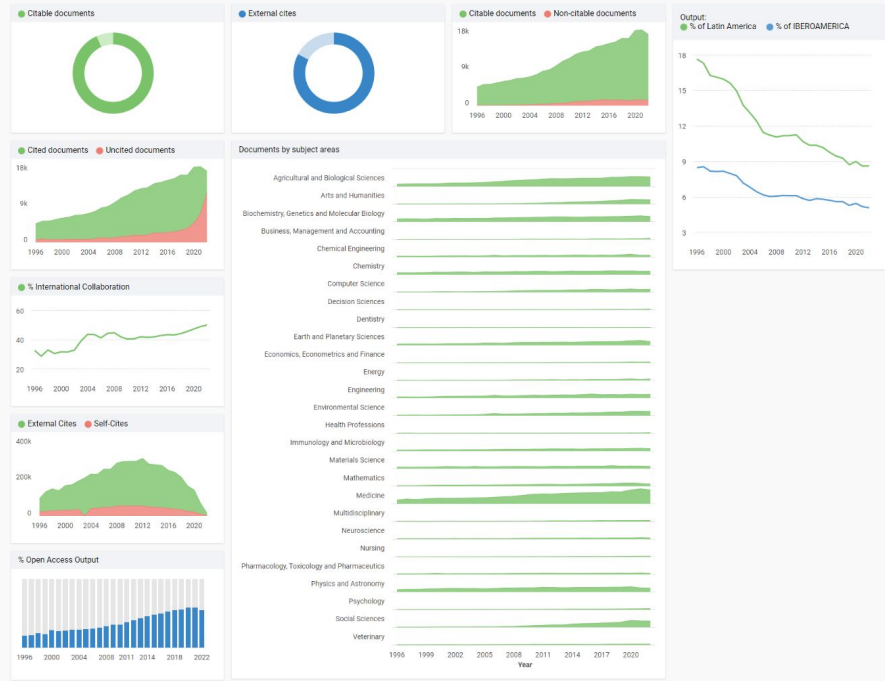 Citable documents
External cites
Citable documents Non-citable documents
18k
9k
0
1996 2000 2004 2008 2012 2016 2020
Output:
% of Latin America % of IBEROAMERICA
18
15
12
9
6
3
1996 2000 2004 2008 2012 2016 2020
Cited documents Uncited documents
18k
9k
0
1996 2000 2004 2008 2012 2016 2020
% International Collaboration
60
40
20
1996 2000 2004 2008 2012 2016 2020
External Cites Self-Cites
400k
200k
0
1996 2000 2004 2008 2012 2016 2020
% Open Access Output
1996 2002 2008 2011 2014 2018 2022
Documents by subject areas
Agricultural and Biological Sciences
Arts and Humanities
Biochemistry, Genetics and Molecular Biology
Business, Management and Accounting
Chemical Engineering
Chemistry
Computer Science
Decision Sciences
Dentistry
Earth and Planetary Sciences
Economics, Econometrics and Finance
Energy
Engineering
Environmental Science
Health Professions
Immunology and Microbiology
Materials Science
Mathematics
Medicine
Multidisciplinary
Neuroscience
Nursing
Pharmacology, Toxicology and Pharmaceutics
Physics and Astronomy
Psychology
Social Sciences
Veterinary
1996 1999 2002 2005 2008 2011 2014 2017 2020
Year